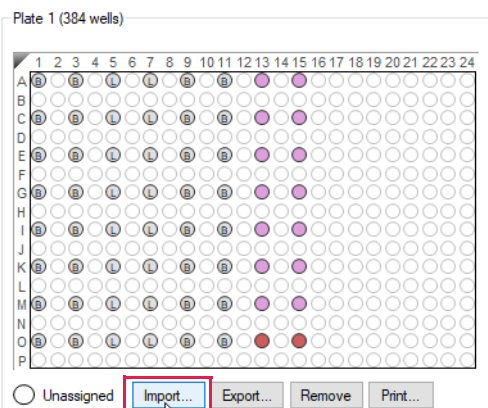 Plate 1 (384 wells)
1 2 3 4 5 6 7 8 9 10 11 12 13 14 15 16 17 18 19 20 21 22 23 24
A B B L L B B
B
C B B L L B B
D
E B B L L B B
F
G B B L L B B
H
I B B L L B B
J
K B B L L B B
L
M B B L L B B
N
O B B L L B B
P
Unassigned Import... Export... Remove Print...